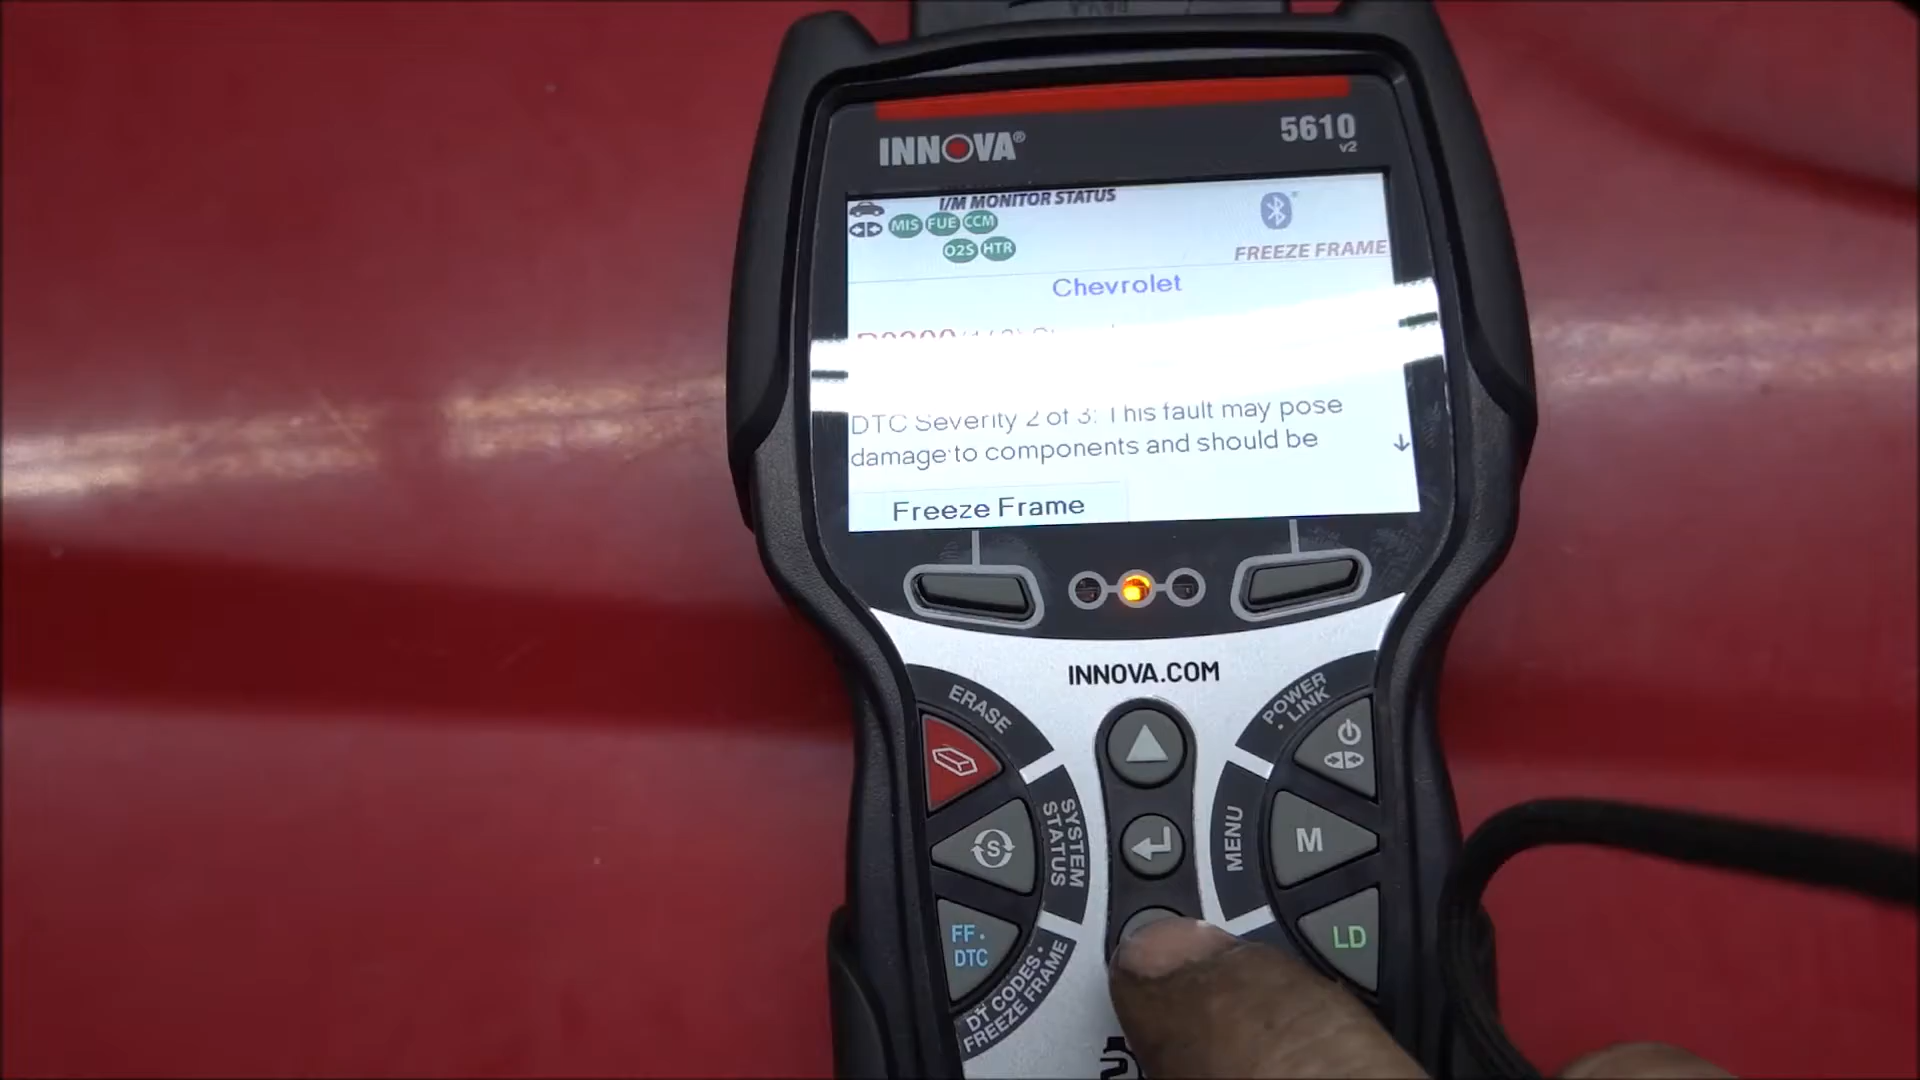 INNOVA®
5610
v2
I/M MONITOR STATUS
MIS FUE CCM
O2S HTR
FREEZE FRAME
Chevrolet
DTC Severity 2 of 3: This fault may pose
damage to components and should be
Freeze Frame
INNOVA.COM
ERASE
POWER
· LINK
S
SYSTEM
STATUS
MENU
M
FF·
DTC
DT CODES·
FREEZE FRAME
LD